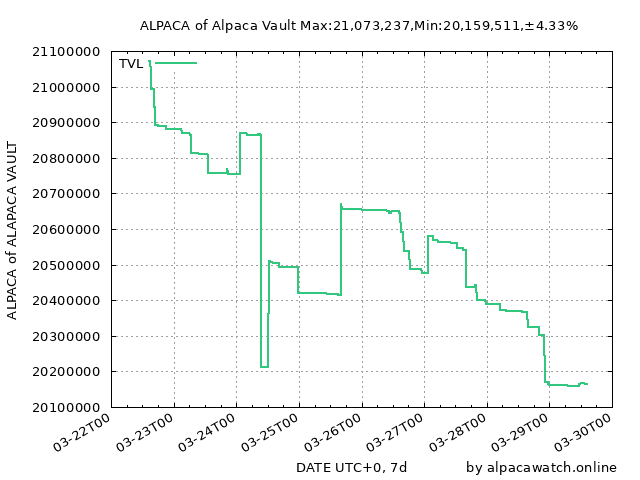 ALPACA of Alpaca Vault Max:21,073,237,Min:20,159,511,±4.33%
TVL
ALPACA of ALAPACA VAULT
21100000
21000000
20900000
20800000
20700000
20600000
20500000
20400000
20300000
20200000
20100000
03-22T00
03-23T00
03-24T00
03-25T00
03-26T00
03-27T00
03-28T00
03-29T00
03-30T00
DATE UTC+0, 7d
by alpacawatch.online